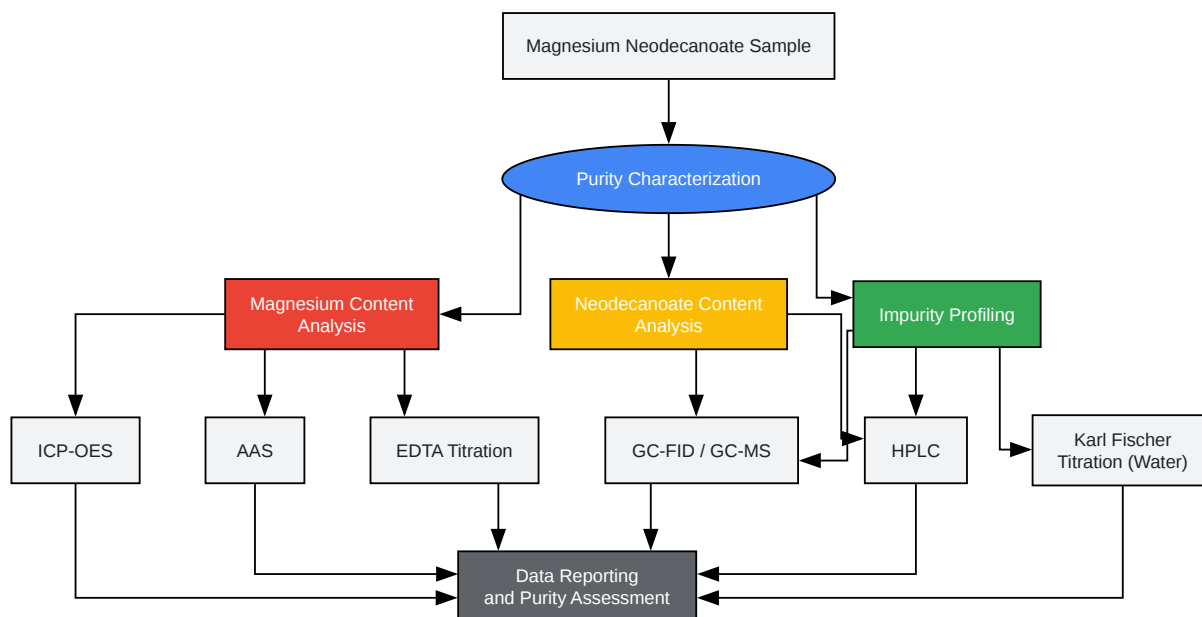 Magnesium Neodecanoate Sample
Purity Characterization
Magnesium Content
Analysis
Neodecanoate Content
Analysis
Impurity Profiling
ICP-OES
AAS
EDTA Titration
GC-FID / GC-MS
HPLC
Karl Fischer
Titration (Water)
Data Reporting
and Purity Assessment